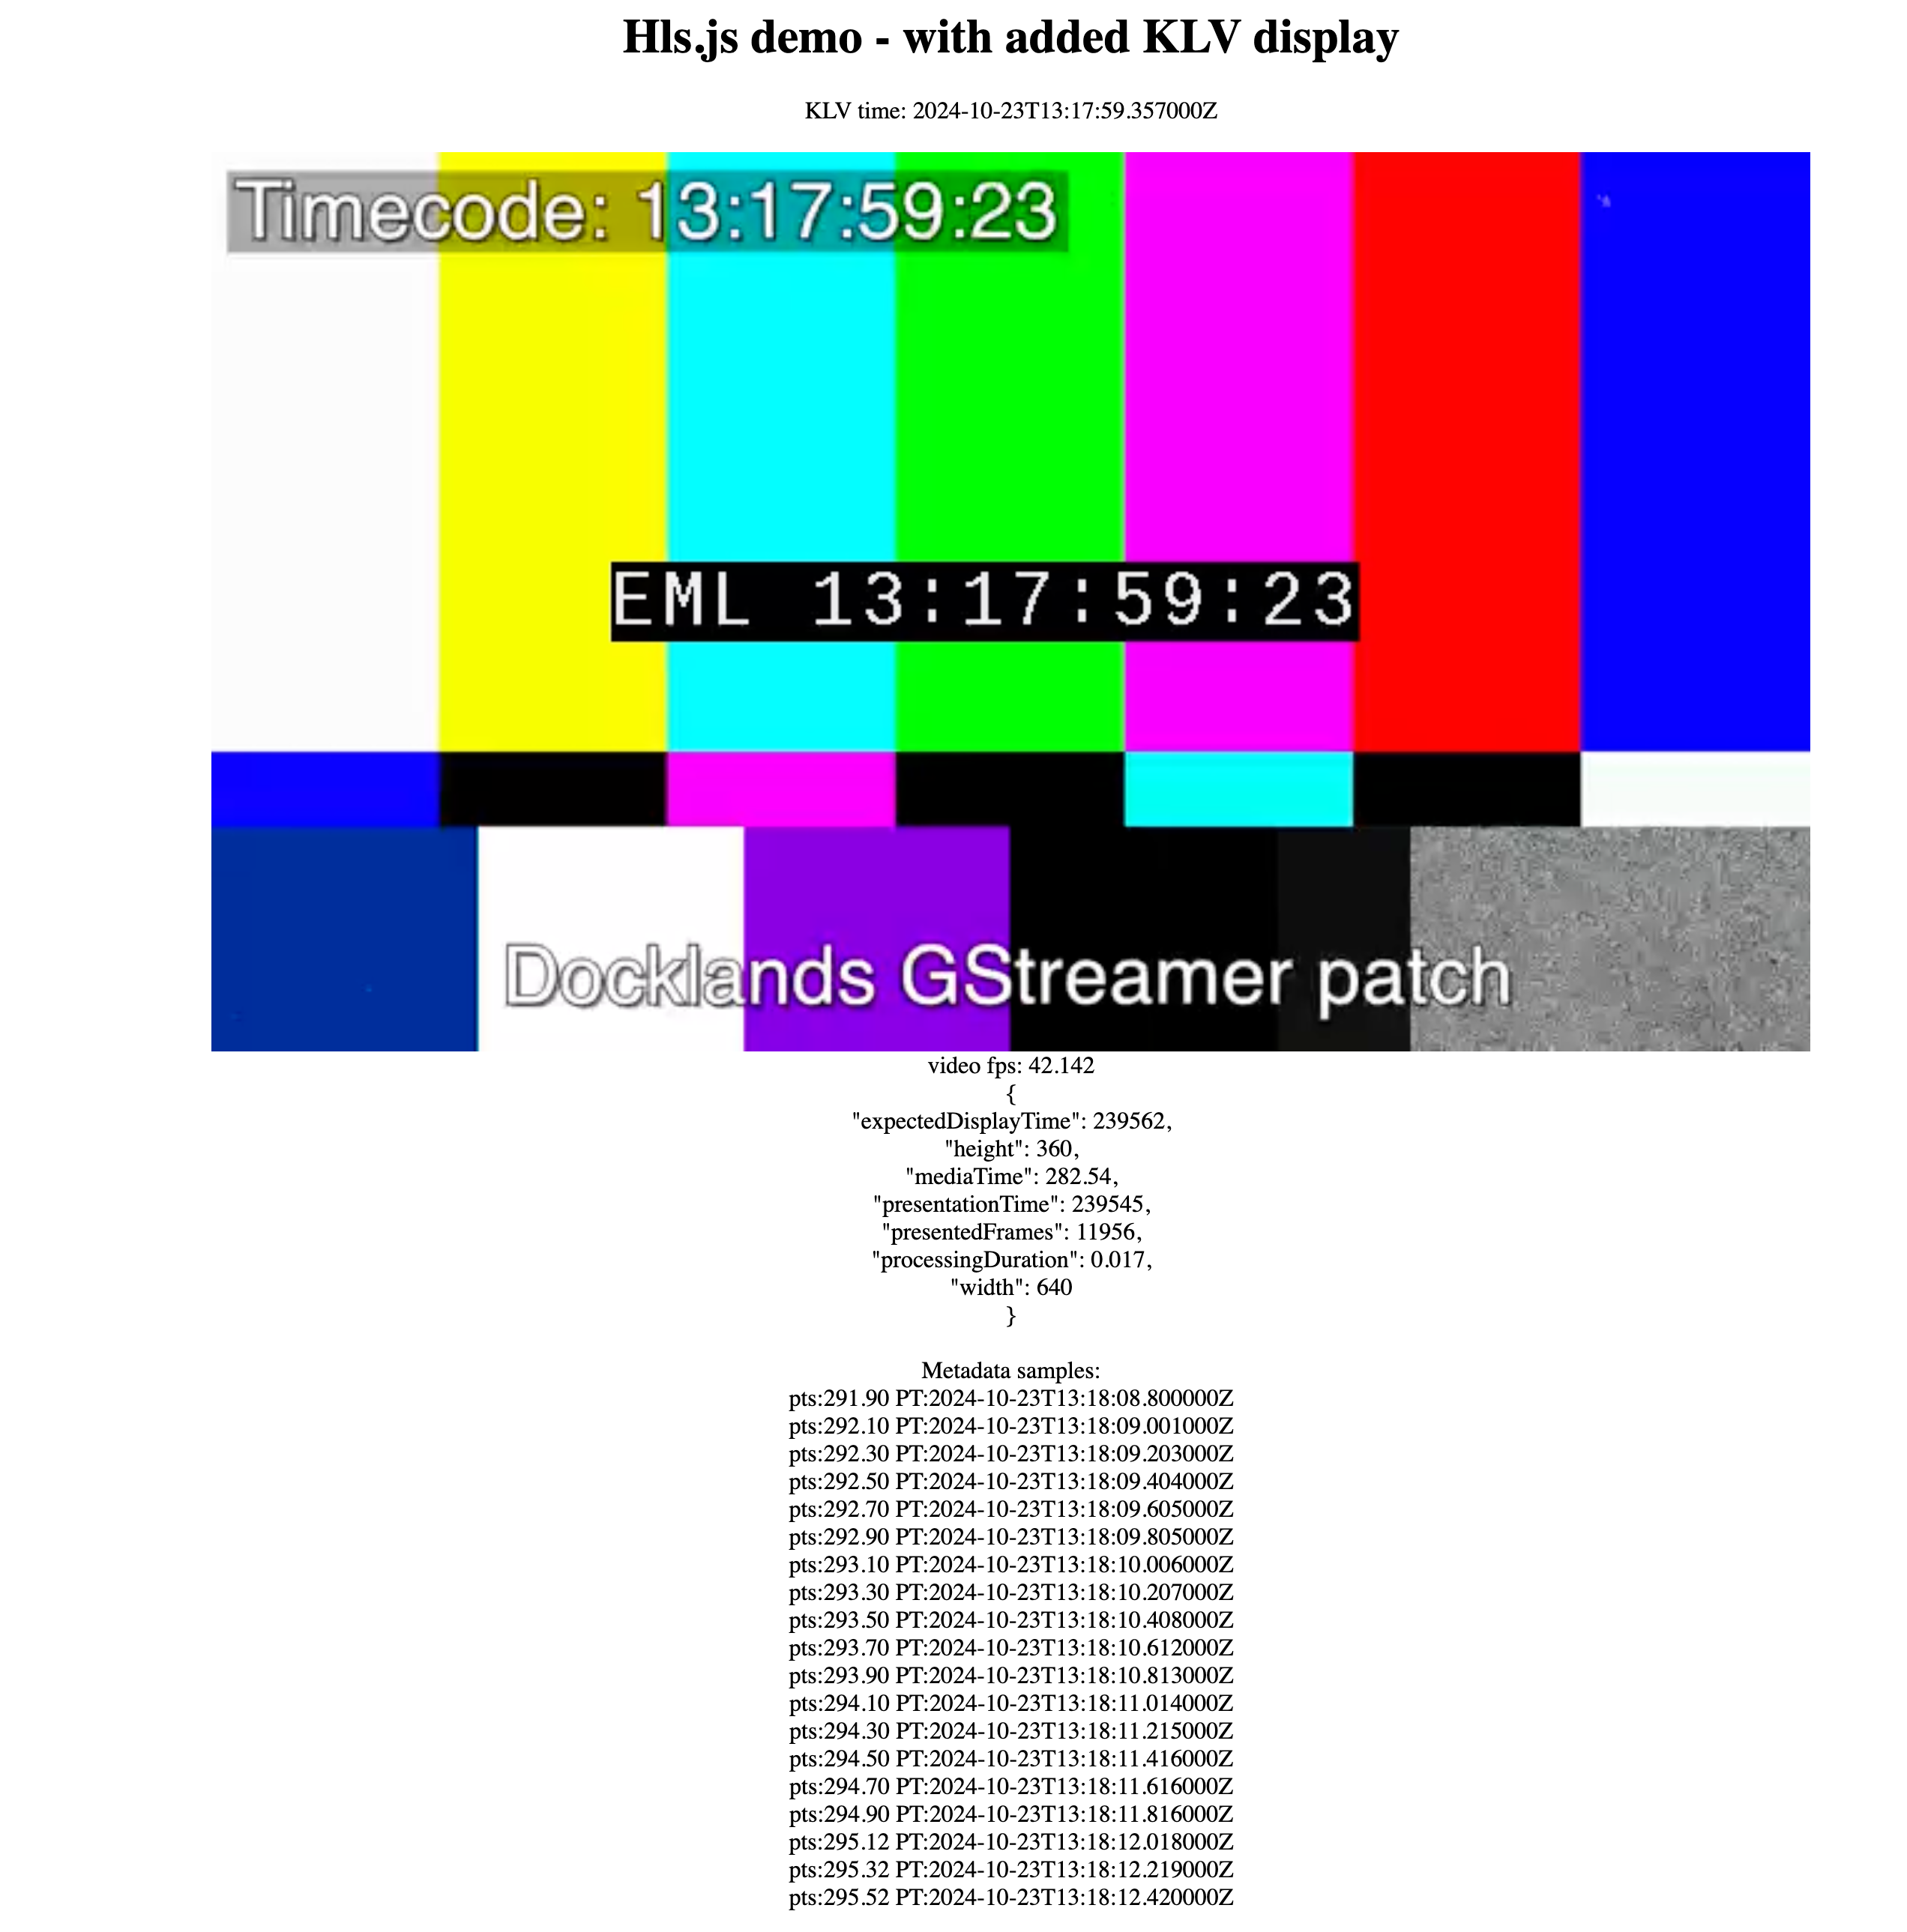 Hls.js demo - with added KLV display
KLV time: 2024-10-23T13:17:59.357000Z
Timecode: 13:17:59:23
EML 13:17:59:23
Docklands GStreamer patch
video fps: 42.142
{
"expectedDisplayTime": 239562,
"height": 360,
"mediaTime": 282.54,
"presentationTime": 239545,
"presentedFrames": 11956,
"processingDuration": 0.017,
"width": 640
}
Metadata samples:
pts:291.90 PT:2024-10-23T13:18:08.800000Z
pts:292.10 PT:2024-10-23T13:18:09.001000Z
pts:292.30 PT:2024-10-23T13:18:09.203000Z
pts:292.50 PT:2024-10-23T13:18:09.404000Z
pts:292.70 PT:2024-10-23T13:18:09.605000Z
pts:292.90 PT:2024-10-23T13:18:09.805000Z
pts:293.10 PT:2024-10-23T13:18:10.006000Z
pts:293.30 PT:2024-10-23T13:18:10.207000Z
pts:293.50 PT:2024-10-23T13:18:10.408000Z
pts:293.70 PT:2024-10-23T13:18:10.612000Z
pts:293.90 PT:2024-10-23T13:18:10.813000Z
pts:294.10 PT:2024-10-23T13:18:11.014000Z
pts:294.30 PT:2024-10-23T13:18:11.215000Z
pts:294.50 PT:2024-10-23T13:18:11.416000Z
pts:294.70 PT:2024-10-23T13:18:11.616000Z
pts:294.90 PT:2024-10-23T13:18:11.816000Z
pts:295.12 PT:2024-10-23T13:18:12.018000Z
pts:295.32 PT:2024-10-23T13:18:12.219000Z
pts:295.52 PT:2024-10-23T13:18:12.420000Z